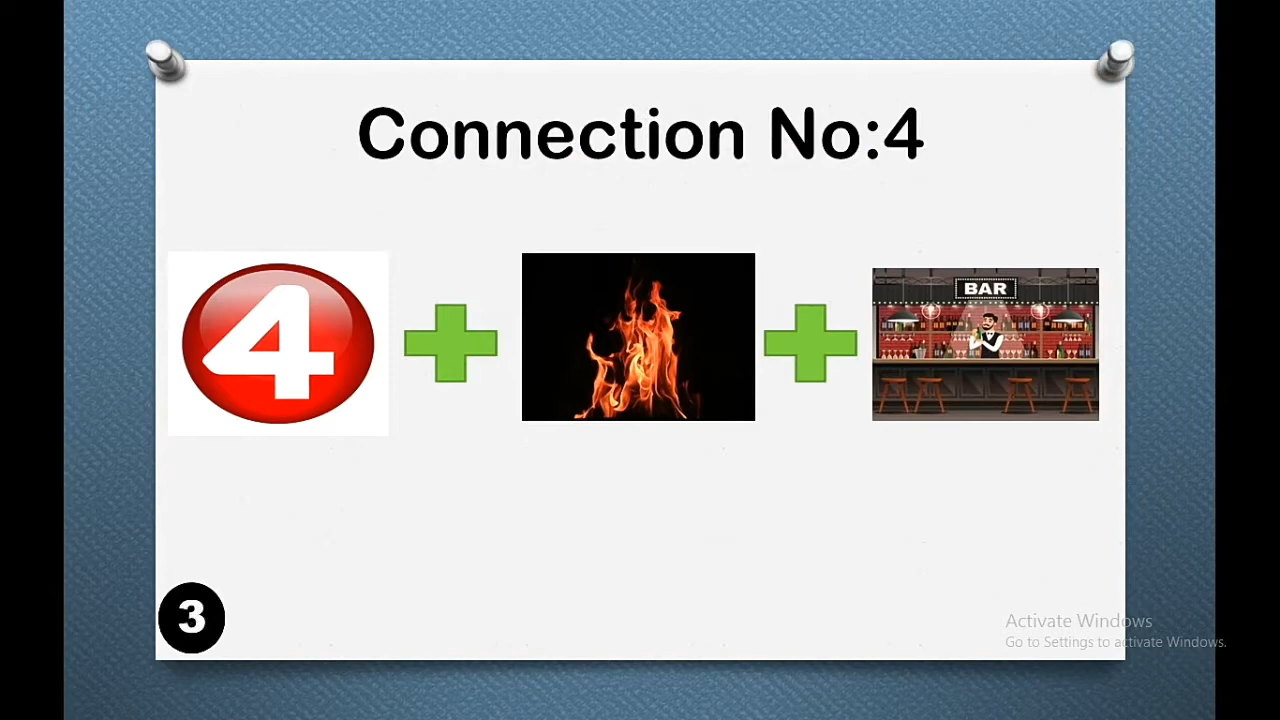 Connection No:4
4
BAR
3
Activate Windows
Go to Settings to activate Windows.